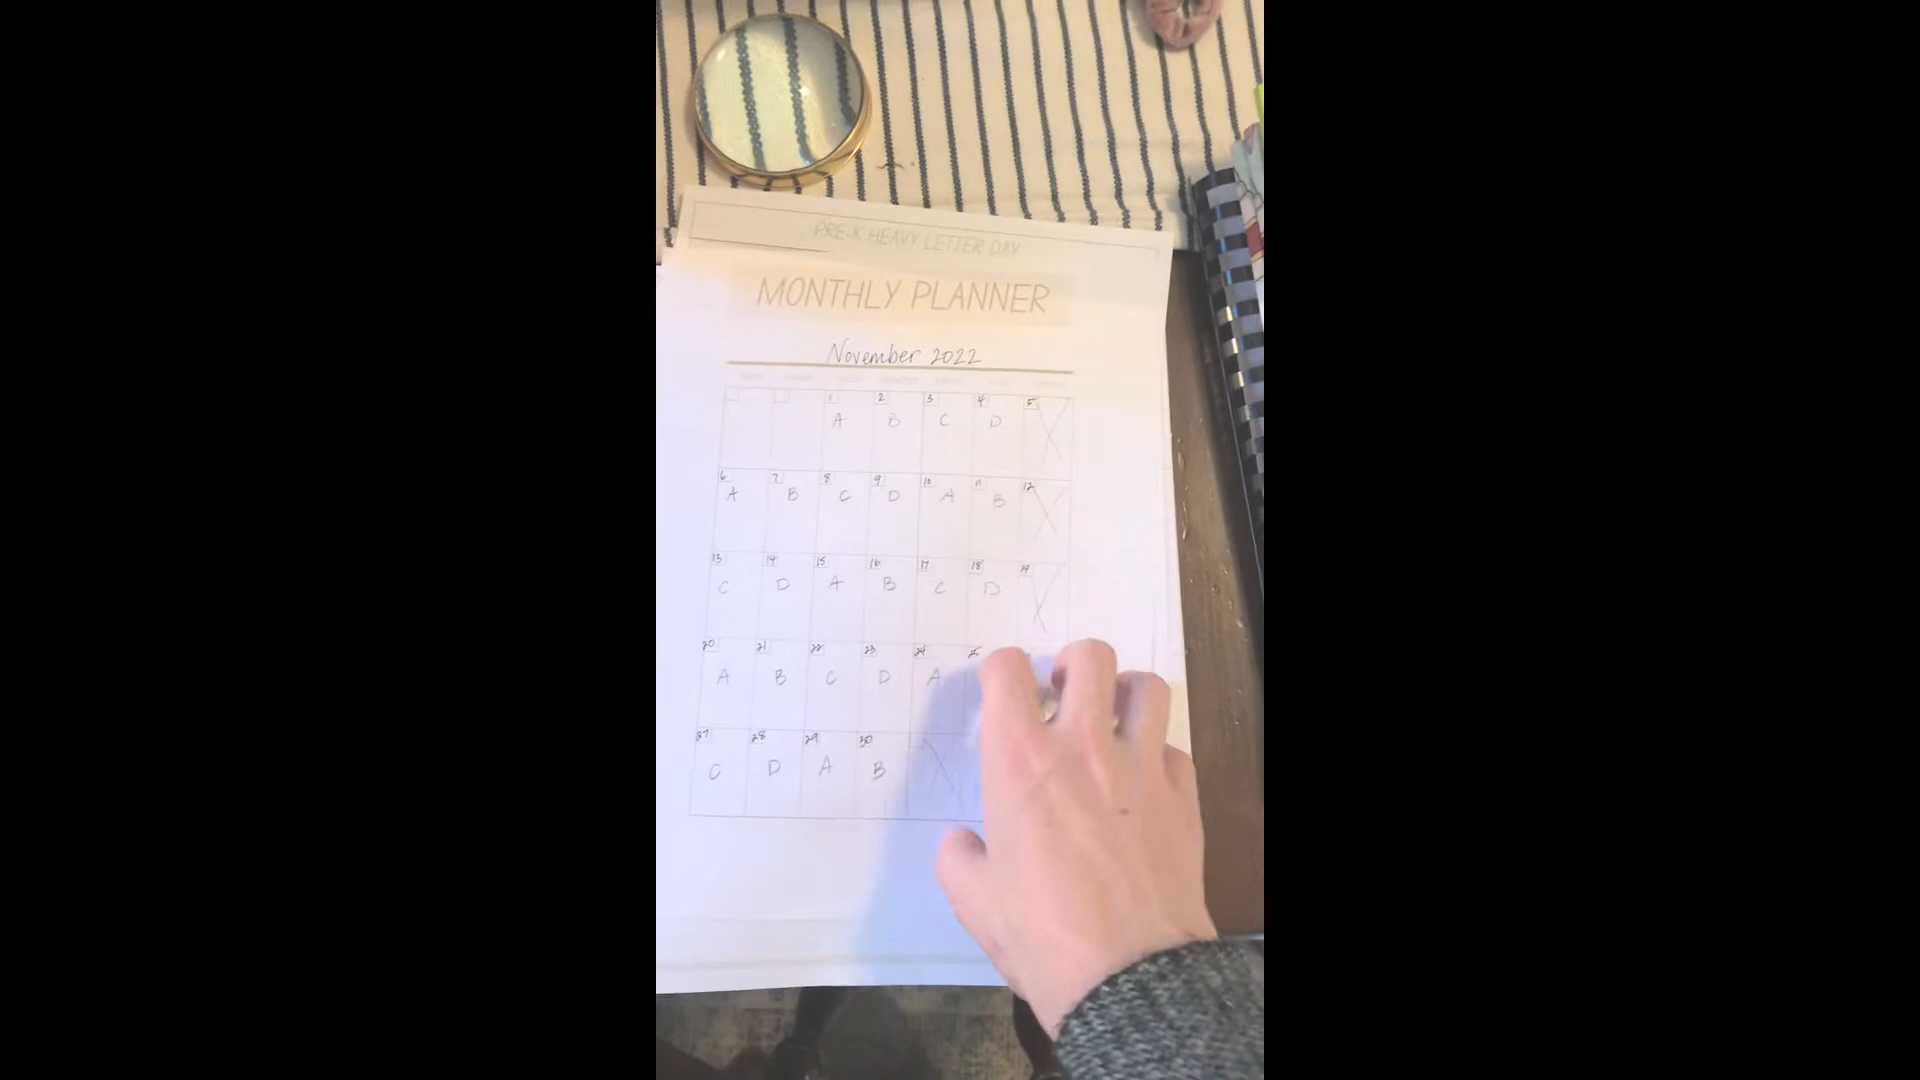 PRE-K HEAVY LETTER DAY
MONTHLY PLANNER
November 2022
1 2 3 4 5
A B C D X
6 7 8 9 10 11 12
A B C D A B X
13 14 15 16 17 18 19
C D A B C D X
20 21 22 23 24 25
A B C D A
27 28 29 30
C D A B X